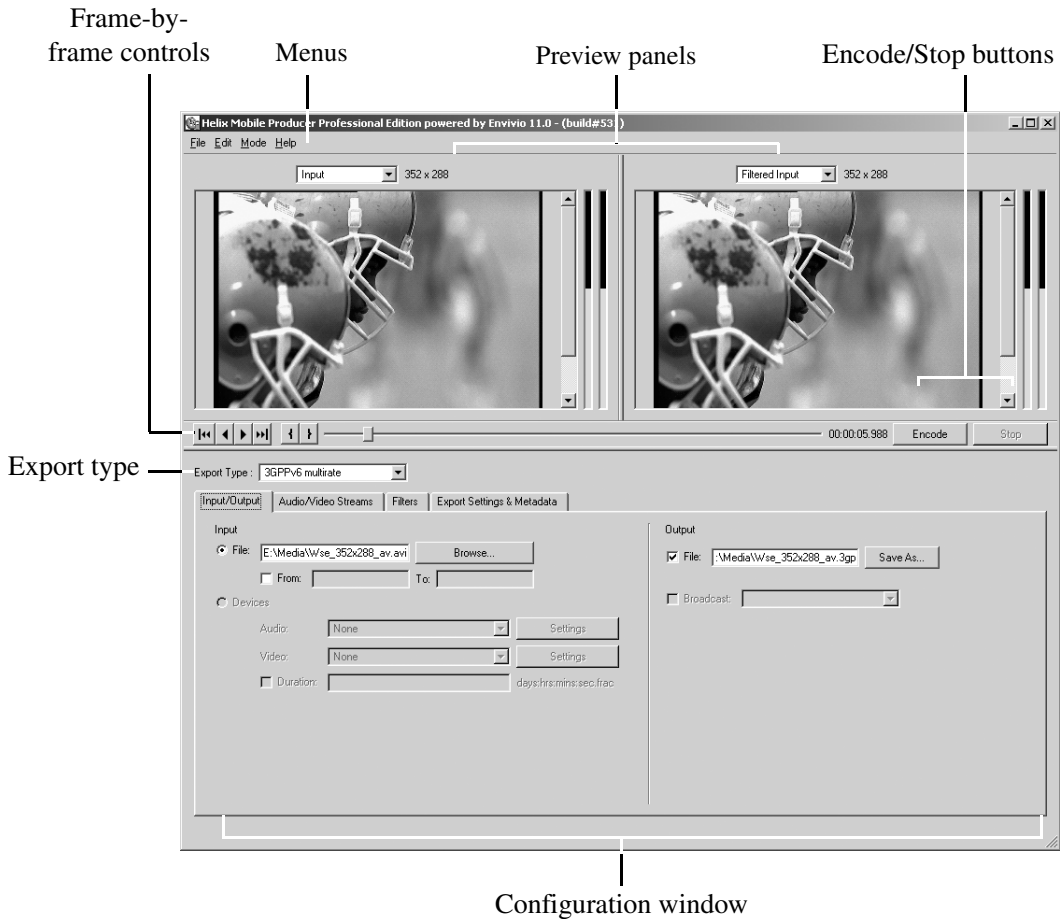 Frame-by-
frame controls
Menus
Preview panels
Encode/Stop buttons
Helix Mobile Producer Professional Edition powered by Envivio 11.0 - (build#531)
File Edit Mode Help
Input
352 x 288
Filtered Input
352 x 288
00:00:05.988
Encode
Stop
Export type
Export Type :
3GPPv6 multirate
Input/Output
Audio/Video Streams
Filters
Export Settings & Metadata
Input
File:
E:\Media\Wse_352x288_av.avi
Browse...
From:
To:
Devices
Audio:
None
Settings
Video:
None
Settings
Duration:
days:hrs:mins:sec.frac
Output
File:
:\Media\Wse_352x288_av.3gp
Save As...
Broadcast:
Configuration window